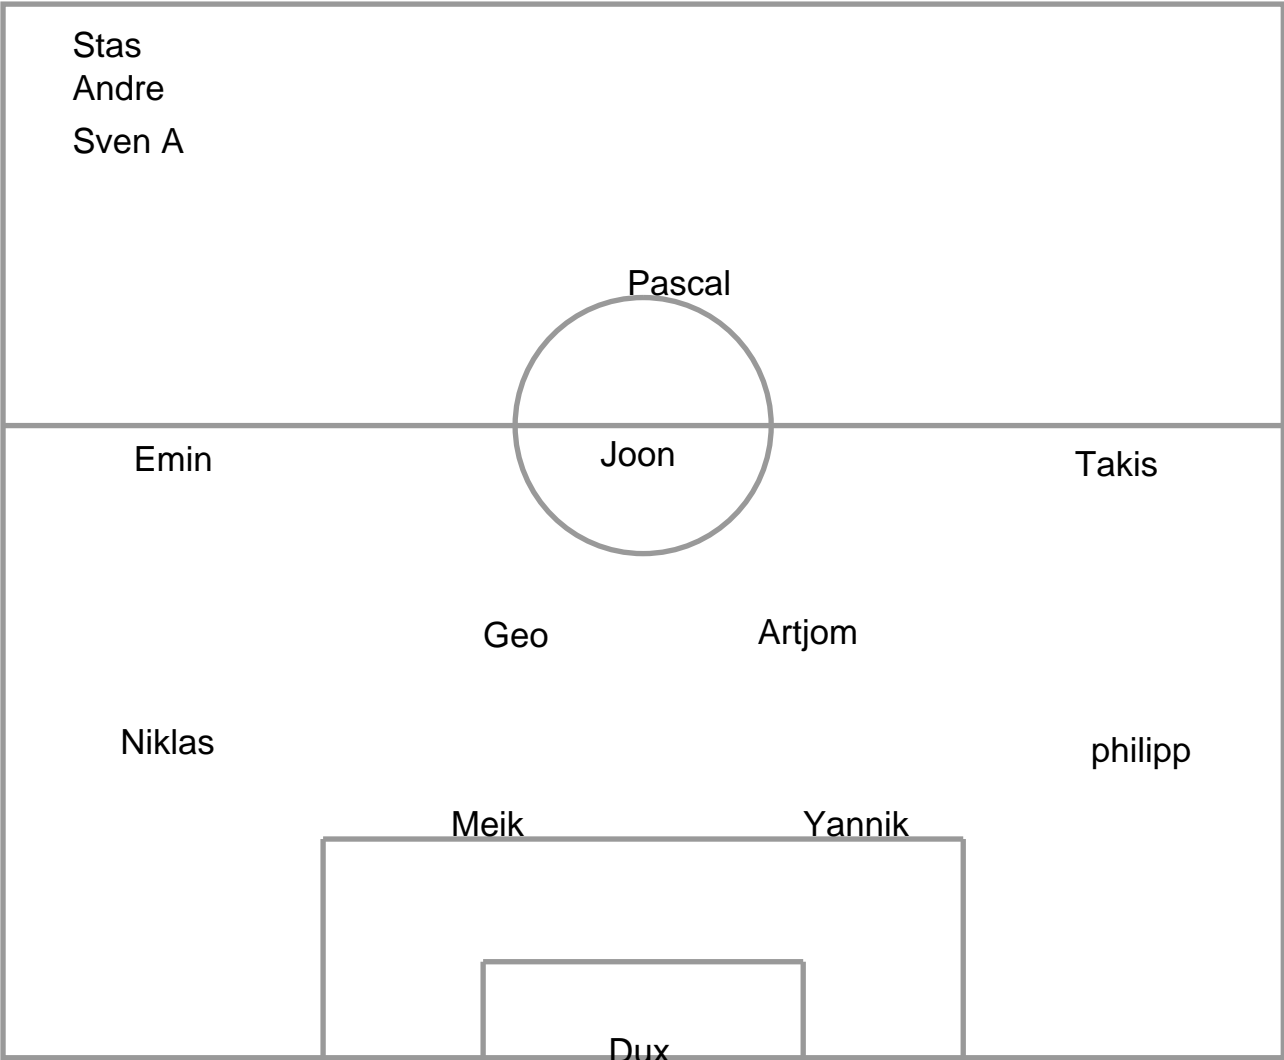 Stas
Andre
Sven A
Pascal
Emin
Joon
Takis
Geo
Artjom
Niklas
philipp
Meik
Yannik
Dux